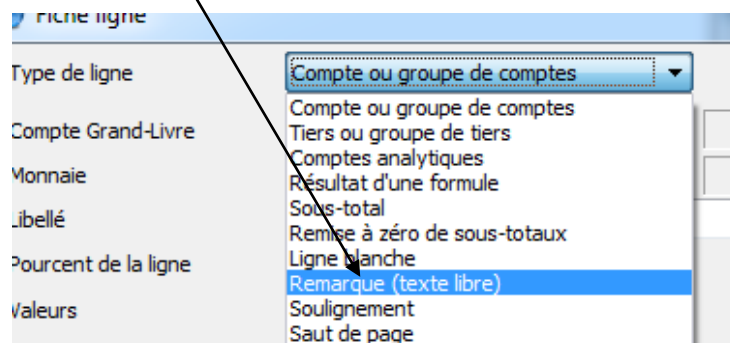 Fiche ligne
Type de ligne
Compte ou groupe de comptes
Compte ou groupe de comptes
Compte Grand-Livre
Tiers ou groupe de tiers
Comptes analytiques
Monnaie
Résultat d'une formule
Sous-total
Libellé
Remise à zéro de sous-totaux
Pourcent de la ligne
Ligne blanche
Remarque (texte libre)
Valeurs
Soulignement
Saut de page